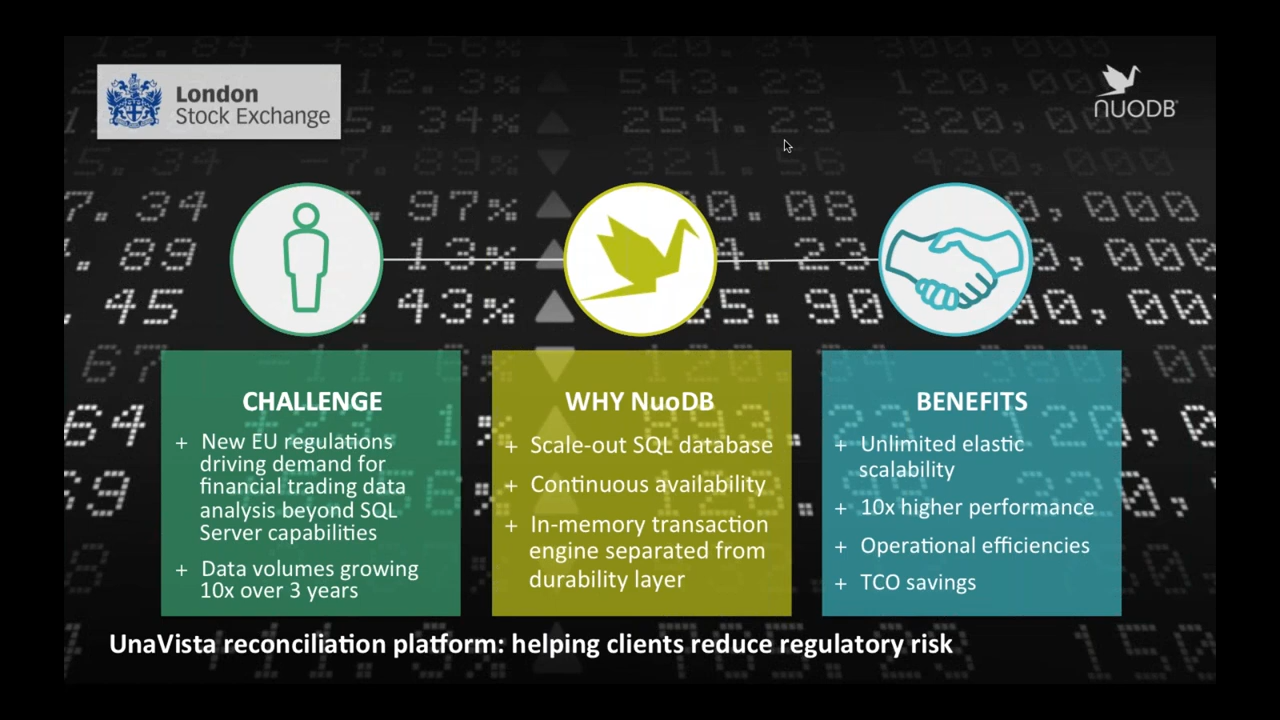 London
Stock Exchange
NUODB
CHALLENGE
+ New EU regulations
driving demand for
financial trading data
analysis beyond SQL
Server capabilities
+ Data volumes growing
10x over 3 years
WHY NuoDB
+ Scale-out SQL database
+ Continuous availability
+ In-memory transaction
engine separated from
durability layer
BENEFITS
+ Unlimited elastic
scalability
+ 10x higher performance
+ Operational efficiencies
+ TCO savings
UnaVista reconciliation platform: helping clients reduce regulatory risk